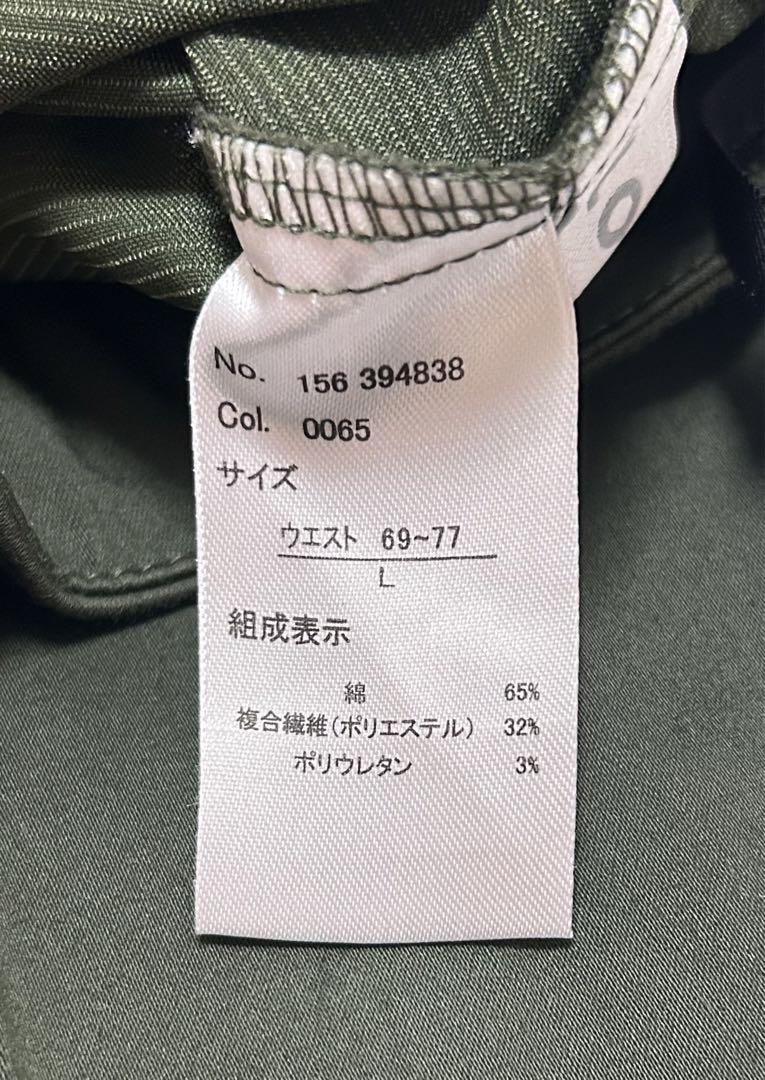 No. 156 394838
Col. 0065
サイズ
ウエスト 69~77
L
組成表示
綿 65%
複合繊維(ポリエステル) 32%
ポリウレタン 3%